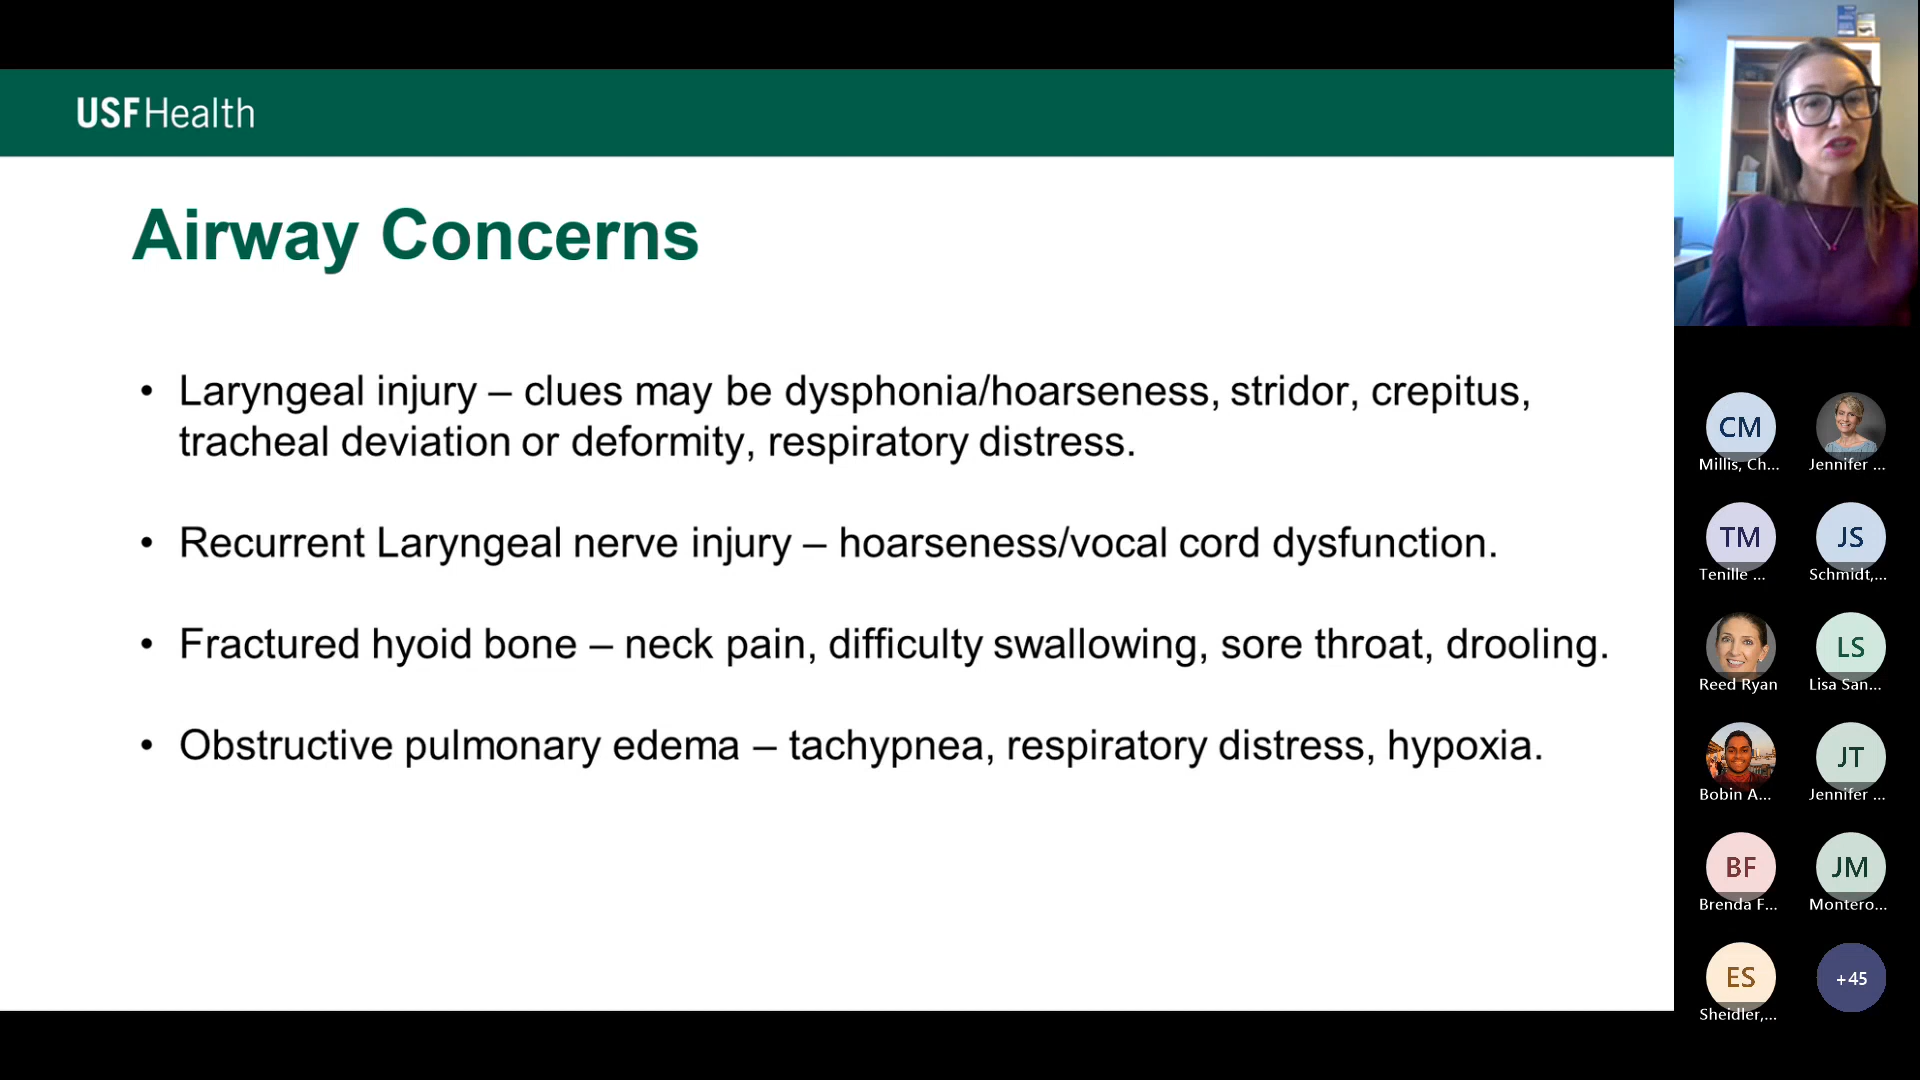 USFHealth
Airway Concerns
• Laryngeal injury – clues may be dysphonia/hoarseness, stridor, crepitus,
tracheal deviation or deformity, respiratory distress.
• Recurrent Laryngeal nerve injury – hoarseness/vocal cord dysfunction.
• Fractured hyoid bone – neck pain, difficulty swallowing, sore throat, drooling.
• Obstructive pulmonary edema – tachypnea, respiratory distress, hypoxia.
CM
Millis, Ch...
Jennifer ...
TM
Tenille ...
JS
Schmidt,...
Reed Ryan
LS
Lisa San...
Bobin A...
JT
Jennifer ...
BF
Brenda F...
JM
Montero...
ES
Sheidler,...
+45